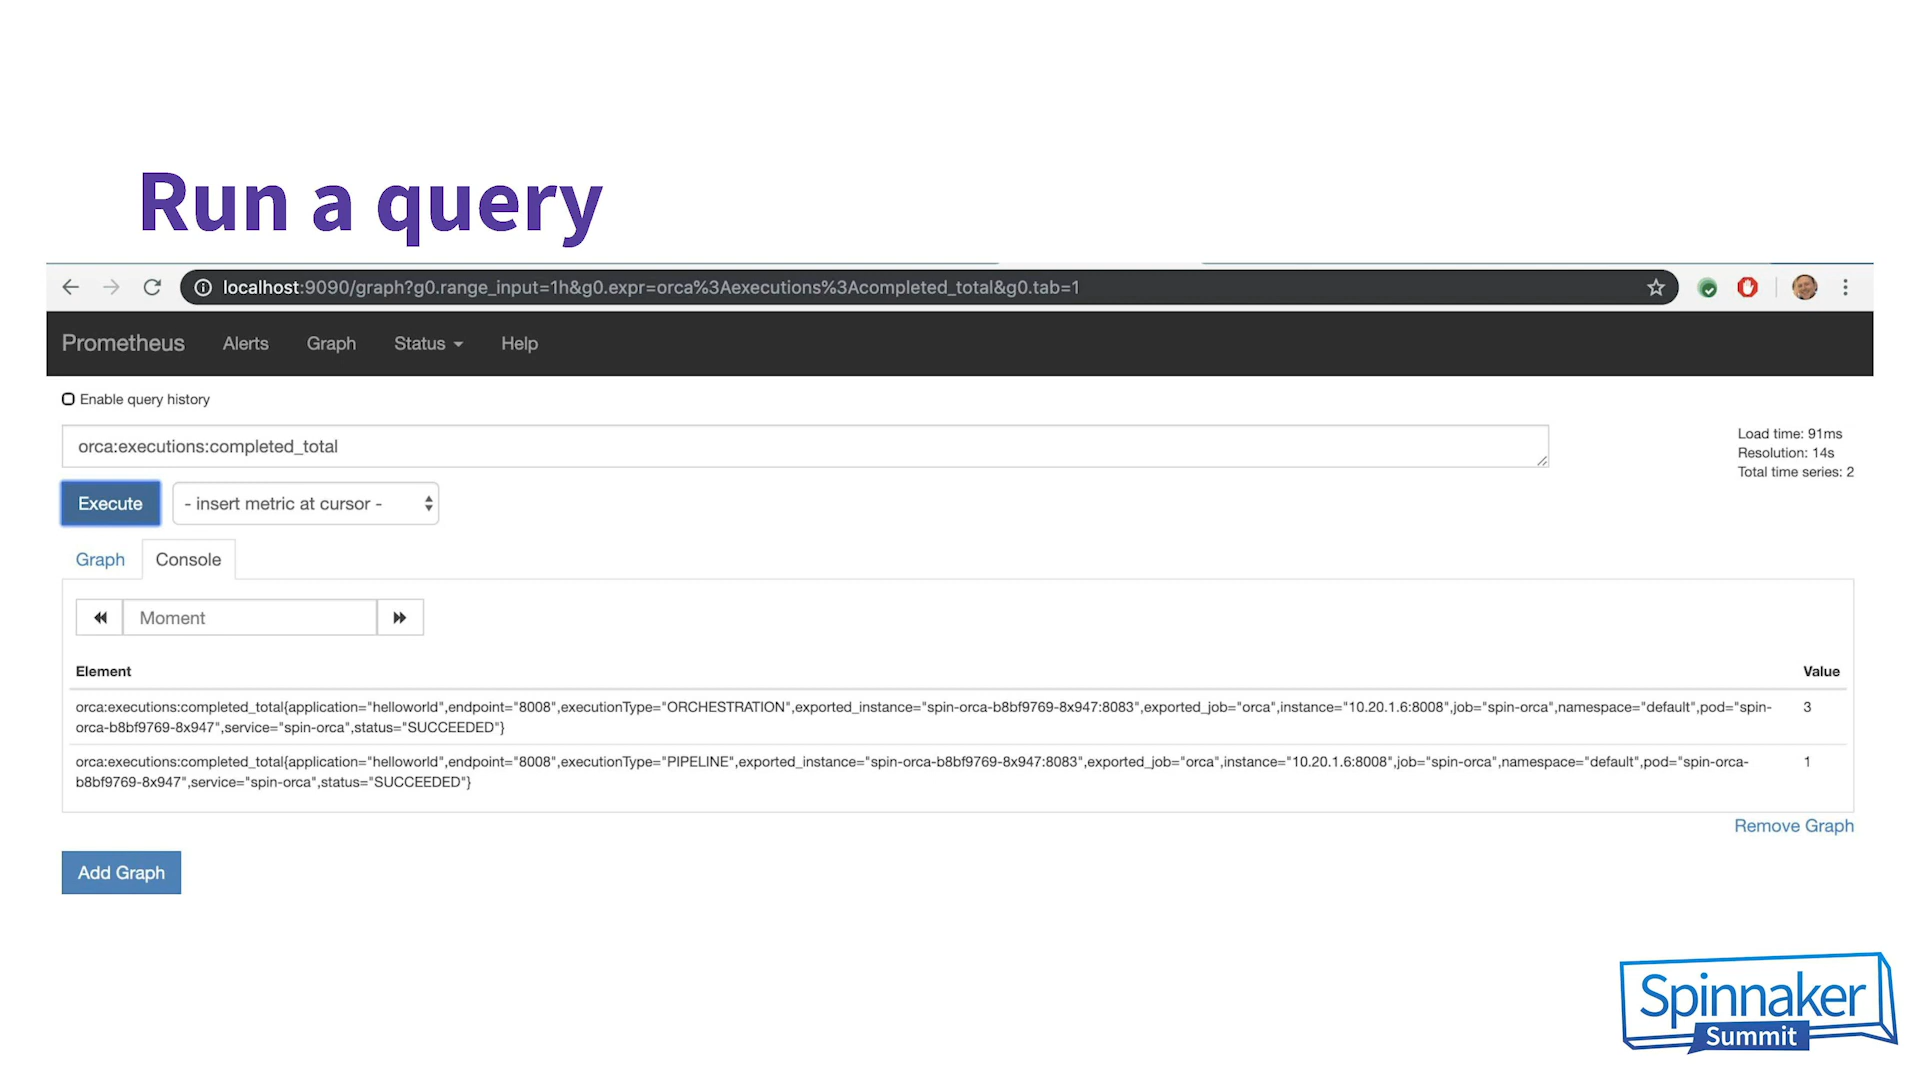 Run a query
localhost:9090/graph?g0.range_input=1h&g0.expr=orca%3Aexecutions%3Acompleted_total&g0.tab=1
Prometheus Alerts Graph Status Help
Enable query history
orca:executions:completed_total
Load time: 91ms
Resolution: 14s
Total time series: 2
Execute - insert metric at cursor -
Graph Console
Moment
Element Value
orca:executions:completed_total{application="helloworld",endpoint="8008",executionType="ORCHESTRATION",exported_instance="spin-orca-b8bf9769-8x947:8083",exported_job="orca",instance="10.20.1.6:8008",job="spin-orca",namespace="default",pod="spin- 3
orca-b8bf9769-8x947",service="spin-orca",status="SUCCEEDED"}
orca:executions:completed_total{application="helloworld",endpoint="8008",executionType="PIPELINE",exported_instance="spin-orca-b8bf9769-8x947:8083",exported_job="orca",instance="10.20.1.6:8008",job="spin-orca",namespace="default",pod="spin-orca- 1
b8bf9769-8x947",service="spin-orca",status="SUCCEEDED"}
Remove Graph
Add Graph
Spinnaker
Summit